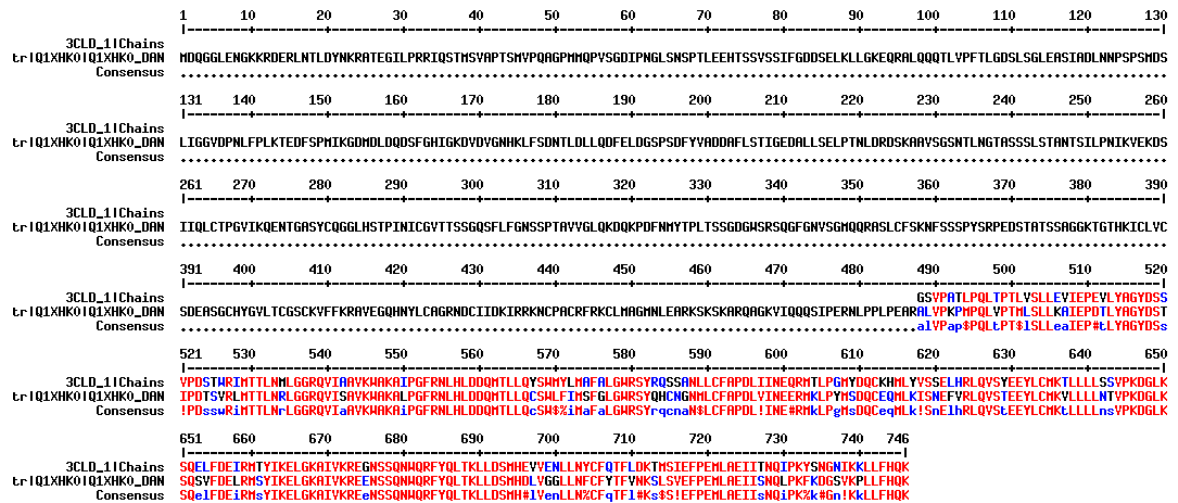 1 10 20 30 40 50 60 70 80 90 100 110 120 130
|--------+---------+---------+---------+---------+---------+---------+---------+---------+---------+---------+---------+---------|
3CLD_1|Chains
tr|Q1XHK0|Q1XHK0_DAN MDQGGLENGKKRDERLNTLDYNKRATEGILPRRIQSTMSVAPTSMVPQAGPMMQPVSGDIPNGLSNSPTLEEHTSSVSSIFGDDSELKLLGKEQRALQQQTLVPFTLGDSLSGLEASIADLNNPSPSMDS
Consensus ..................................................................................................................................
131 140 150 160 170 180 190 200 210 220 230 240 250 260
|--------+---------+---------+---------+---------+---------+---------+---------+---------+---------+---------+---------+---------|
3CLD_1|Chains
tr|Q1XHK0|Q1XHK0_DAN LIGGVDPNLFPLKTEDFSPMIKGDMDLDQDSFGHIGKDVDVGNHKLFSDNTLDLLQDFELDGSPSDFYVADDAFLSTIGEDALLSELPTNLDRDSKAAVSGSNTLNGTASSSLSTANTSILPNIKVEKDS
Consensus ..................................................................................................................................
261 270 280 290 300 310 320 330 340 350 360 370 380 390
|--------+---------+---------+---------+---------+---------+---------+---------+---------+---------+---------+---------+---------|
3CLD_1|Chains
tr|Q1XHK0|Q1XHK0_DAN IIQLCTPGVIKQENTGASYCQGGLHSTPINICGVTTSSGQSFLFGNSSPTAVVGLQKDQKPDFNMYTPLTSSGDGWSRSQGFGNVSGMQQRASLCFSKNFSSSPYSRPEDSTATSSAGGKTGTHKICLVC
Consensus ..................................................................................................................................
391 400 410 420 430 440 450 460 470 480 490 500 510 520
|--------+---------+---------+---------+---------+---------+---------+---------+---------+---------+---------+---------+---------|
3CLD_1|Chains GSVPATLPQLTPTLVSLLEVIEPEVLYAGYDSS
tr|Q1XHK0|Q1XHK0_DAN SDEASGCHYGVLTCGSCKVFFKRAVEGQHNYLCAGRNDCIIDKIRRKNCPACRFRKCLMAGMNLEARKSKSKARQAGKVIQQQSIPERNLPPLPEARALVPKPMPQLVPTMLSLLKAIEPDTLYAGYDST
Consensus .................................................................................................alVPap$PQLtPT$lSLLeaIEP#tLYAGYDSs
521 530 540 550 560 570 580 590 600 610 620 630 640 650
|--------+---------+---------+---------+---------+---------+---------+---------+---------+---------+---------+---------+---------|
3CLD_1|Chains VPDSTWRIMTTLNMLGGRQVIAAVKWAKAIPGFRNLHLDDQMTLLQYSWMYLMAFALGWRSYRQSSANLLCFAPDLIINEQRMTLPGMYDQCKHMLYVSSELHRLQVSYEEYLCMKTLLLLSSVPKDGLK
tr|Q1XHK0|Q1XHK0_DAN IPDTSVRLMTTLNRLGGRQVISAVKWAKALPGFRNLHLDDQMTLLQCSWLFIMSFGLGWRSYQHCNGNMLCFAPDLVINEERMKLPYMSDQCEQMLKISNEFVRLQVSTEEYLCMKVLLLLNTVPKDGLK
Consensus !PDsswRiMTTLNrLGGRQVIaAVKWAKAiPGFRNLHLDDQMTLLQcSW$%iMaFaLGWRSYrqcnaN$LCFAPDL!INE#RMkLPgMsDQCeqMLk!SnElhRLQVStEEYLCMKtLLLLnsVPKDGLK
651 660 670 680 690 700 710 720 730 740 746
|--------+---------+---------+---------+---------+---------+---------+---------+---------+-----|
3CLD_1|Chains SQELFDEIRMTYIKELGKAIVKREGNSSQNWQRFYQLTKLLDSMHEVVENLLNYCFQTFLDKTMSIEFPEMLAEIITNQIPKYSNGNIKKLLFHQK
tr|Q1XHK0|Q1XHK0_DAN SQSVFDELRMSYIKELGKAIVKREENSSQNWQRFYQLTKLLDSMHDLVGGLLNFCFYTFVNKSLSVEFPEMLAEIISNQLPKFKDGSVKPLLFHQK
Consensus SQelFDEiRMsYIKELGKAIVKREeNSSQNWQRFYQLTKLLDSMH#lVenLLN%CFqTFl#Ks$S!EFPEMLAEIIsNQiPK%k#Gn!KkLLFHQK